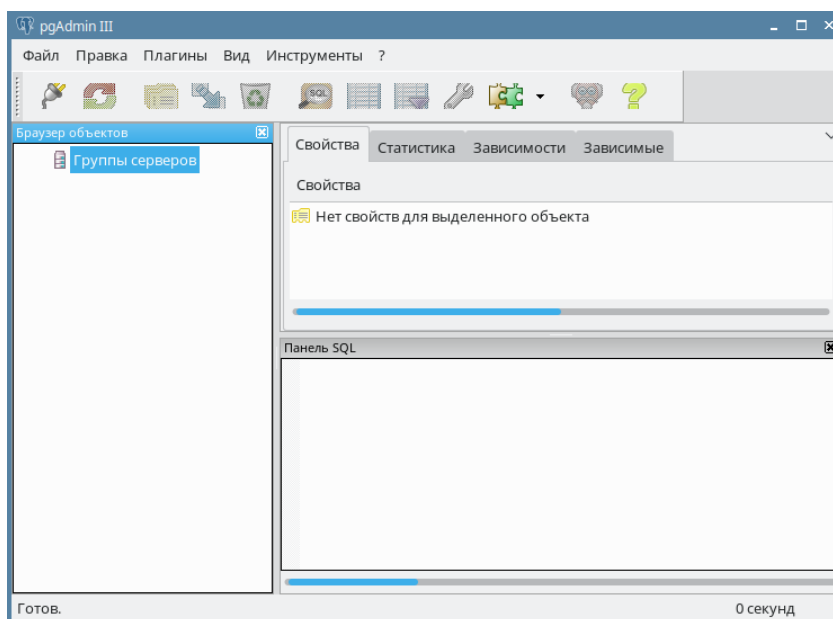 pgAdmin III
Файл Правка Плагины Вид Инструменты ?
SQL
Браузер объектов
Группы серверов
Свойства Статистика Зависимости Зависимые
Свойства
Нет свойств для выделенного объекта
Панель SQL
Готов. 0 секунд